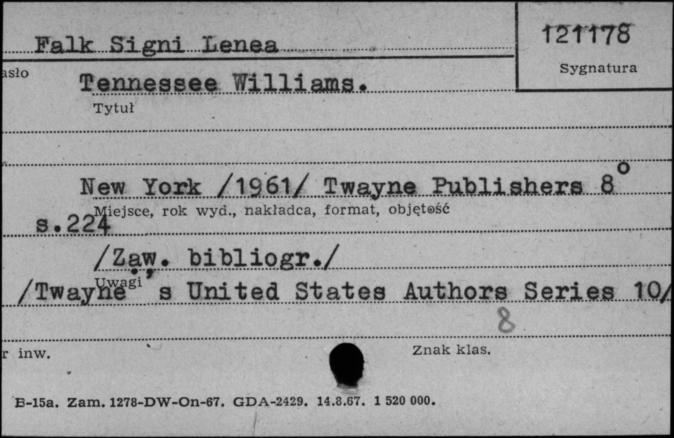 Falk Signi Lenea
121178
Sygnatura
asło
Tennessee Williams.
Tytuł
New York /1961/ Twayne Publishers 8°
Miejsce, rok wyd., nakładca, format, objętość
s.224
/Zaw. bibliogr./
Uwagi
/Twayne's United States Authors Series 10/
8
r inw.
Znak klas.
B-15a. Zam. 1278-DW-On-67. GDA-2429. 14.8.67. 1 520 000.